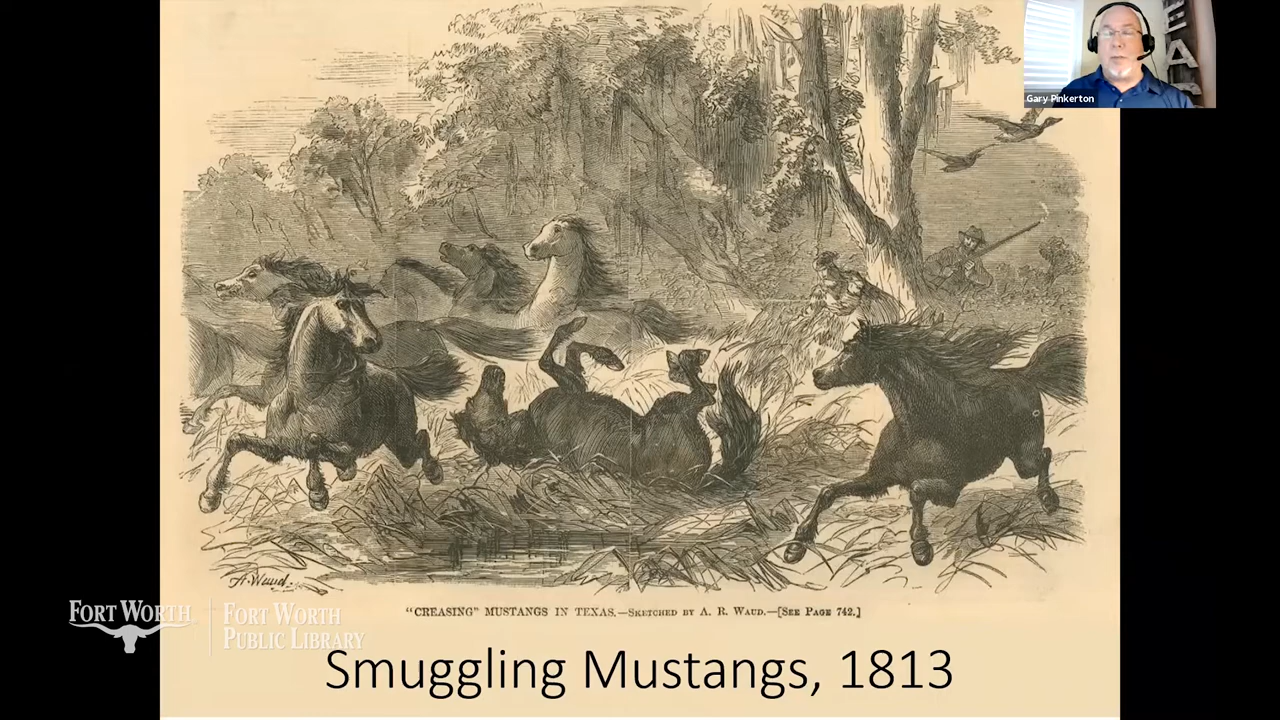 Gary Pinkerton
A. Waud.
"CREASING" MUSTANGS IN TEXAS.—SKETCHED BY A. R. WAUD.—[SEE PAGE 742.]
FORT WORTH
FORT WORTH
PUBLIC LIBRARY
Smuggling Mustangs, 1813